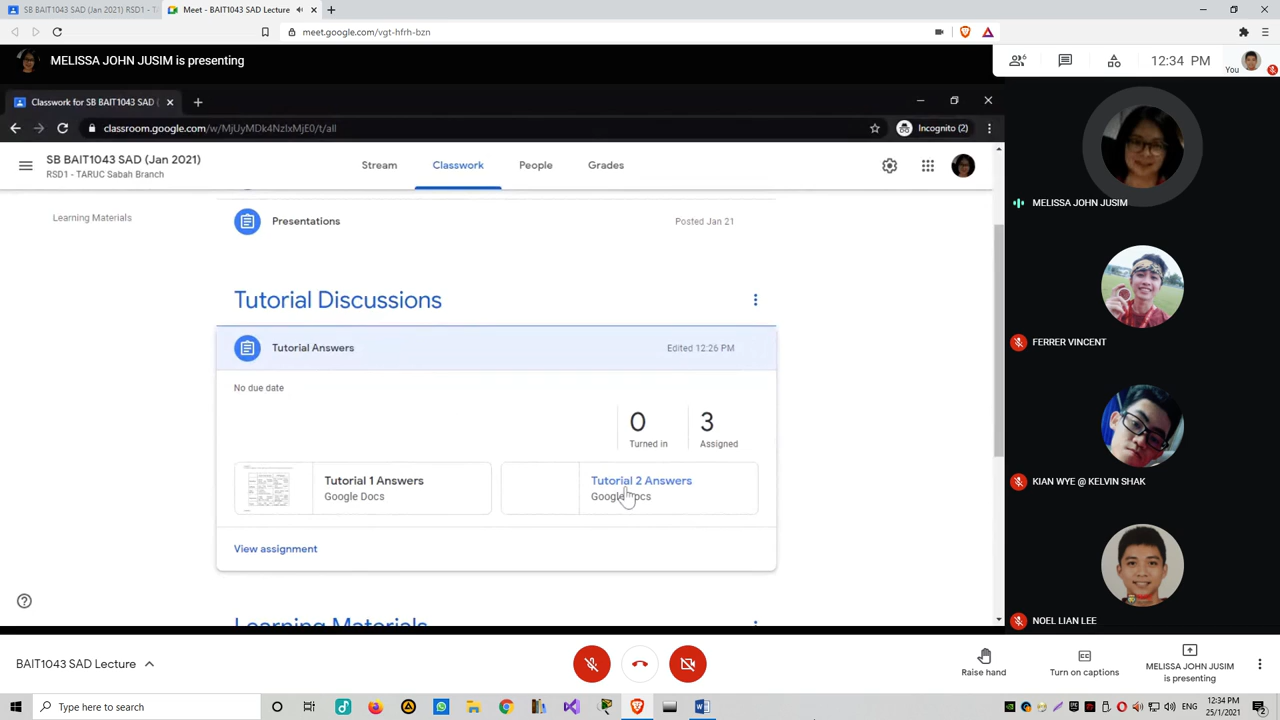 SB BAIT1043 SAD (Jan 2021) RSD1 - T
Meet - BAIT1043 SAD Lecture
meet.google.com/vgt-hfrh-bzn
MELISSA JOHN JUSIM is presenting
6
12:34 PM
You
Classwork for SB BAIT1043 SAD (
classroom.google.com/w/MjUyMDk4NzIxMjE0/t/all
Incognito (2)
SB BAIT1043 SAD (Jan 2021)
RSD1 - TARUC Sabah Branch
Stream
Classwork
People
Grades
Learning Materials
Presentations
Posted Jan 21
Tutorial Discussions
Tutorial Answers
Edited 12:26 PM
No due date
0
Turned in
3
Assigned
Tutorial 1 Answers
Google Docs
Tutorial 2 Answers
Google Docs
View assignment
Learning Materials
MELISSA JOHN JUSIM
FERRER VINCENT
KIAN WYE @ KELVIN SHAK
NOEL LIAN LEE
BAIT1043 SAD Lecture
Raise hand
Turn on captions
MELISSA JOHN JUSIM
is presenting
Type here to search
ENG
12:34 PM
25/1/2021
2